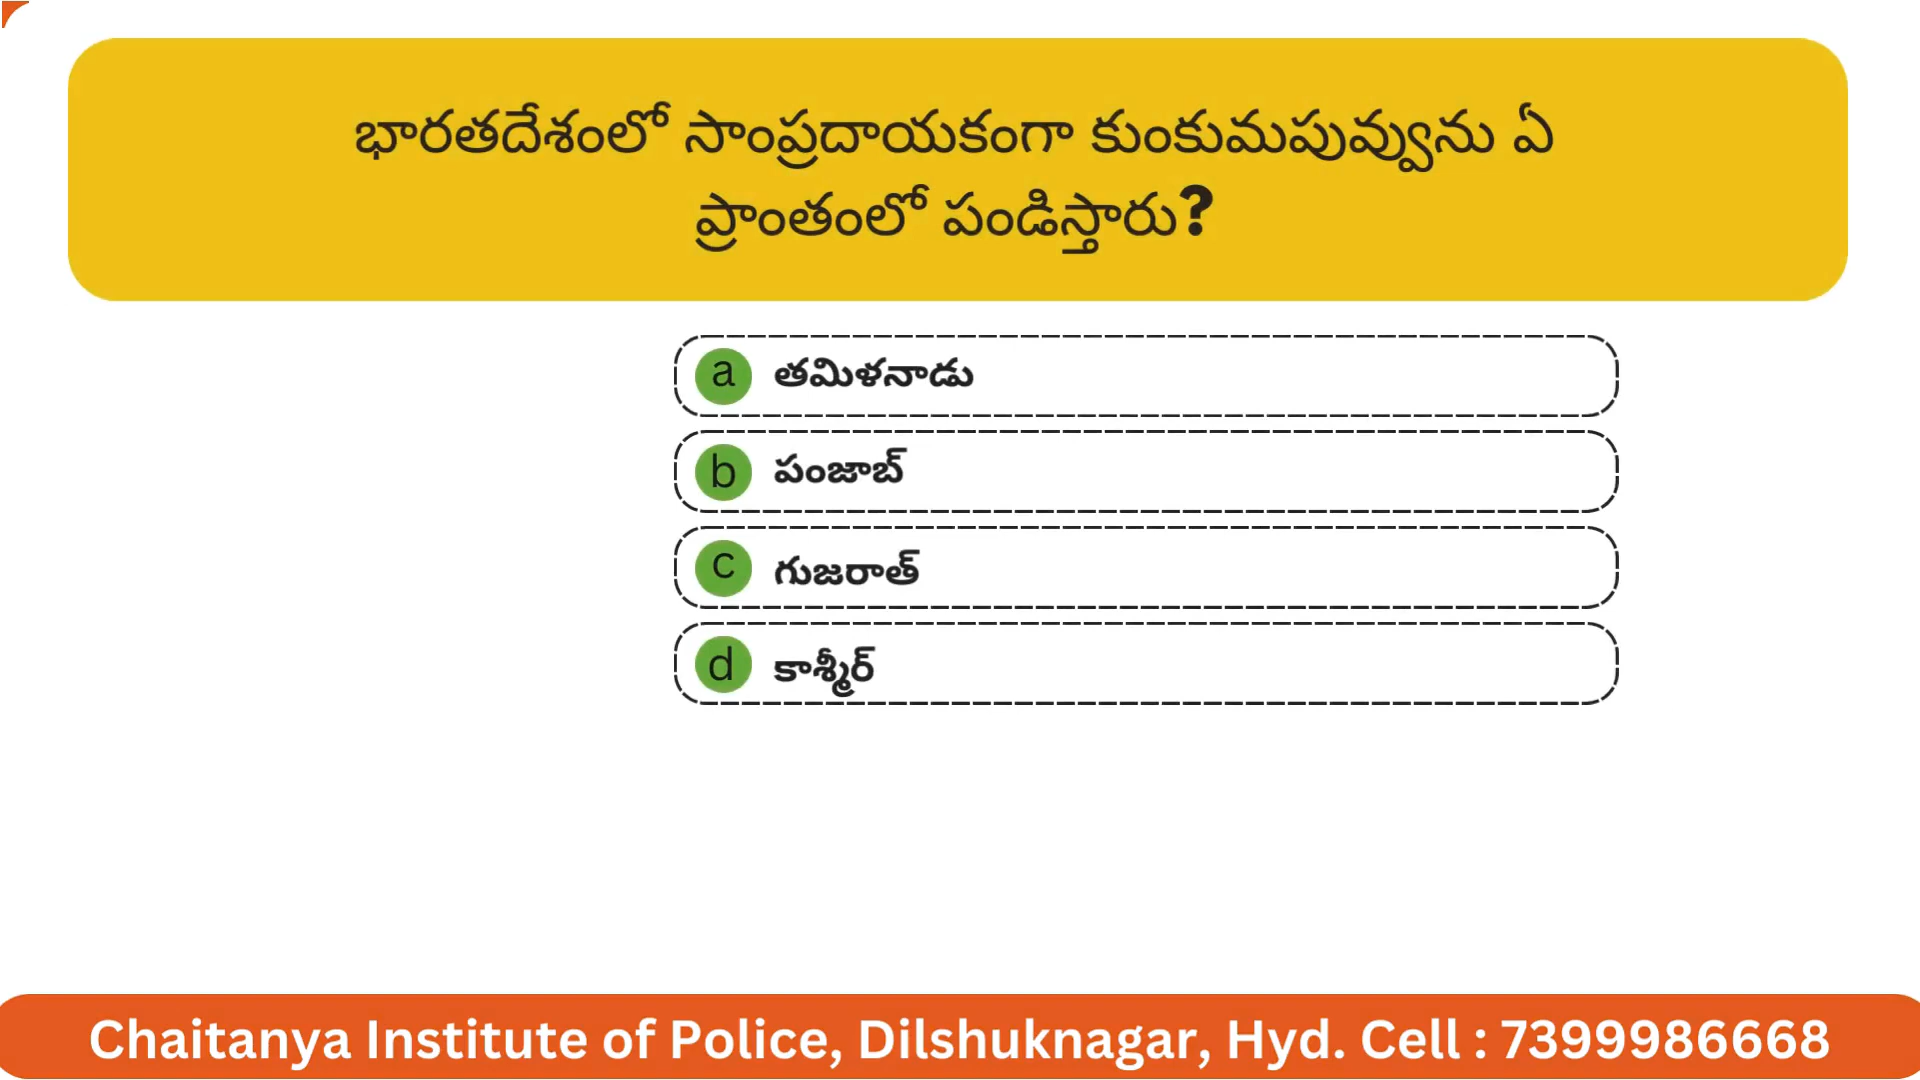 భారతదేశంలో సాంప్రదాయకంగా కుంకుమపువ్వును ఏ
ప్రాంతంలో పండిస్తారు?
a తమిళనాడు
b పంజాబ్
c గుజరాత్
d కాశ్మీర్
Chaitanya Institute of Police, Dilshuknagar, Hyd. Cell : 7399986668